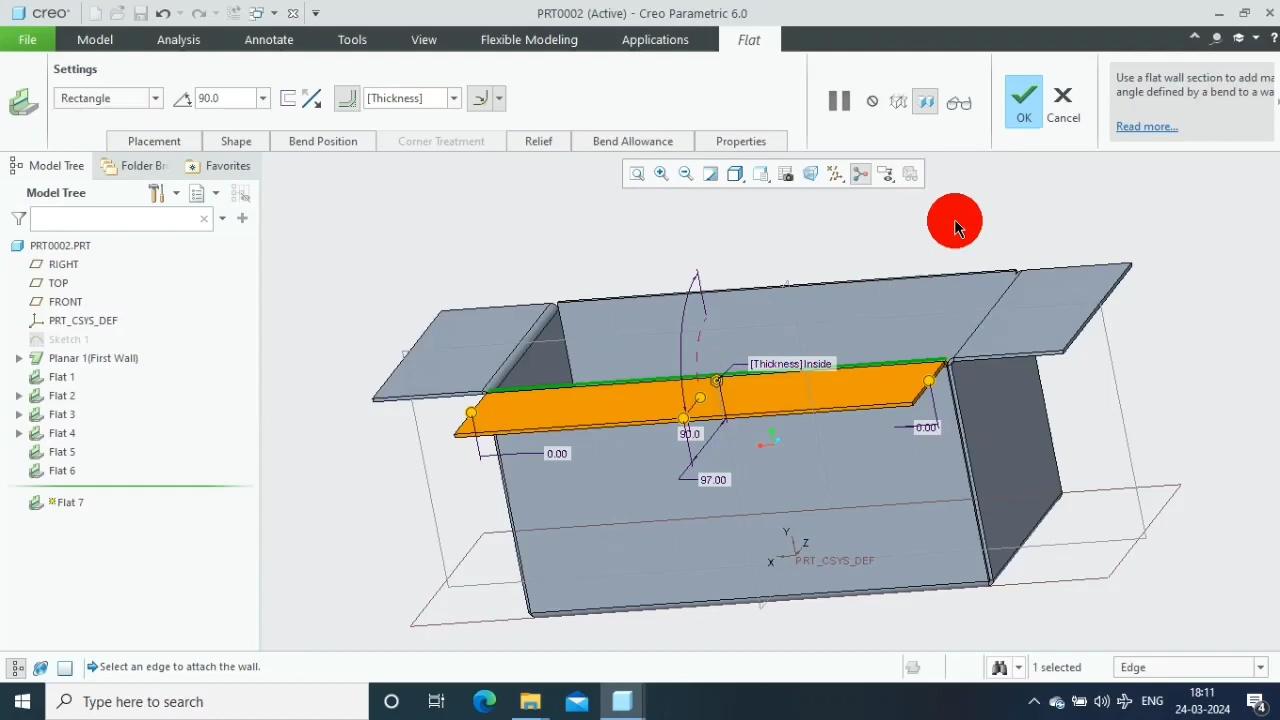 creo°
PRT0002 (Active) - Creo Parametric 6.0
File
Model
Analysis
Annotate
Tools
View
Flexible Modeling
Applications
Flat
Settings
Rectangle
90.0
[Thickness]
OK
Cancel
Use a flat wall section to add ma
angle defined by a bend to a wa
Read more...
Placement
Shape
Bend Position
Corner Treatment
Relief
Bend Allowance
Properties
Model Tree
Folder Br
Favorites
Model Tree
PRT0002.PRT
RIGHT
TOP
FRONT
PRT_CSYS_DEF
Sketch 1
Planar 1(First Wall)
Flat 1
Flat 2
Flat 3
Flat 4
Flat 5
Flat 6
Flat 7
[Thickness]Inside
90.0
0.00
0.00
97.00
Y
Z
X
PRT_CSYS_DEF
Select an edge to attach the wall.
1 selected
Edge
Type here to search
ENG
18:11
24-03-2024
4